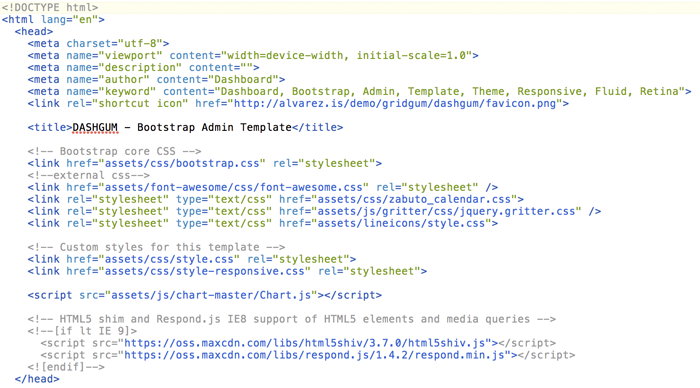 <!DOCTYPE html>
<html lang="en">
<head>
<meta charset="utf-8">
<meta name="viewport" content="width=device-width, initial-scale=1.0">
<meta name="description" content="">
<meta name="author" content="Dashboard">
<meta name="keyword" content="Dashboard, Bootstrap, Admin, Template, Theme, Responsive, Fluid, Retina">
<link rel="shortcut icon" href="http://alvarez.is/demo/gridgum/dashgum/favicon.png">
<title>DASHGUM - Bootstrap Admin Template</title>
<!-- Bootstrap core CSS -->
<link href="assets/css/bootstrap.css" rel="stylesheet">
<!--external css-->
<link href="assets/font-awesome/css/font-awesome.css" rel="stylesheet" />
<link rel="stylesheet" type="text/css" href="assets/css/zabuto_calendar.css">
<link rel="stylesheet" type="text/css" href="assets/js/gritter/css/jquery.gritter.css" />
<link rel="stylesheet" type="text/css" href="assets/lineicons/style.css">
<!-- Custom styles for this template -->
<link href="assets/css/style.css" rel="stylesheet">
<link href="assets/css/style-responsive.css" rel="stylesheet">
<script src="assets/js/chart-master/Chart.js"></script>
<!-- HTML5 shim and Respond.js IE8 support of HTML5 elements and media queries -->
<!--[if lt IE 9]>
<script src="https://oss.maxcdn.com/libs/html5shiv/3.7.0/html5shiv.js"></script>
<script src="https://oss.maxcdn.com/libs/respond.js/1.4.2/respond.min.js"></script>
<![endif]-->
</head>